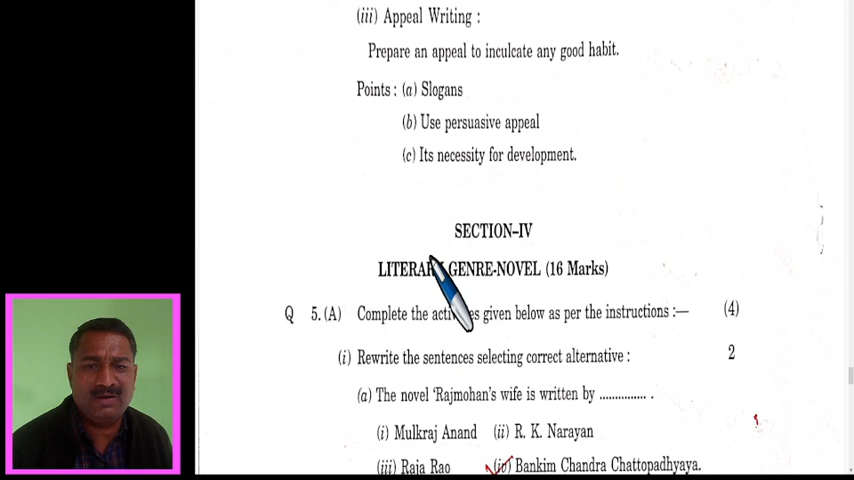 (iii) Appeal Writing :
Prepare an appeal to inculcate any good habit.
Points : (a) Slogans
(b) Use persuasive appeal
(c) Its necessity for development.
SECTION–IV
LITERARY GENRE-NOVEL (16 Marks)
Q 5. (A) Complete the activities given below as per the instructions :— (4)
(i) Rewrite the sentences selecting correct alternative : 2
(a) The novel 'Rajmohan's wife is written by ............... .
(i) Mulkraj Anand (ii) R. K. Narayan
(iii) Raja Rao (iv) Bankim Chandra Chattopadhyaya.